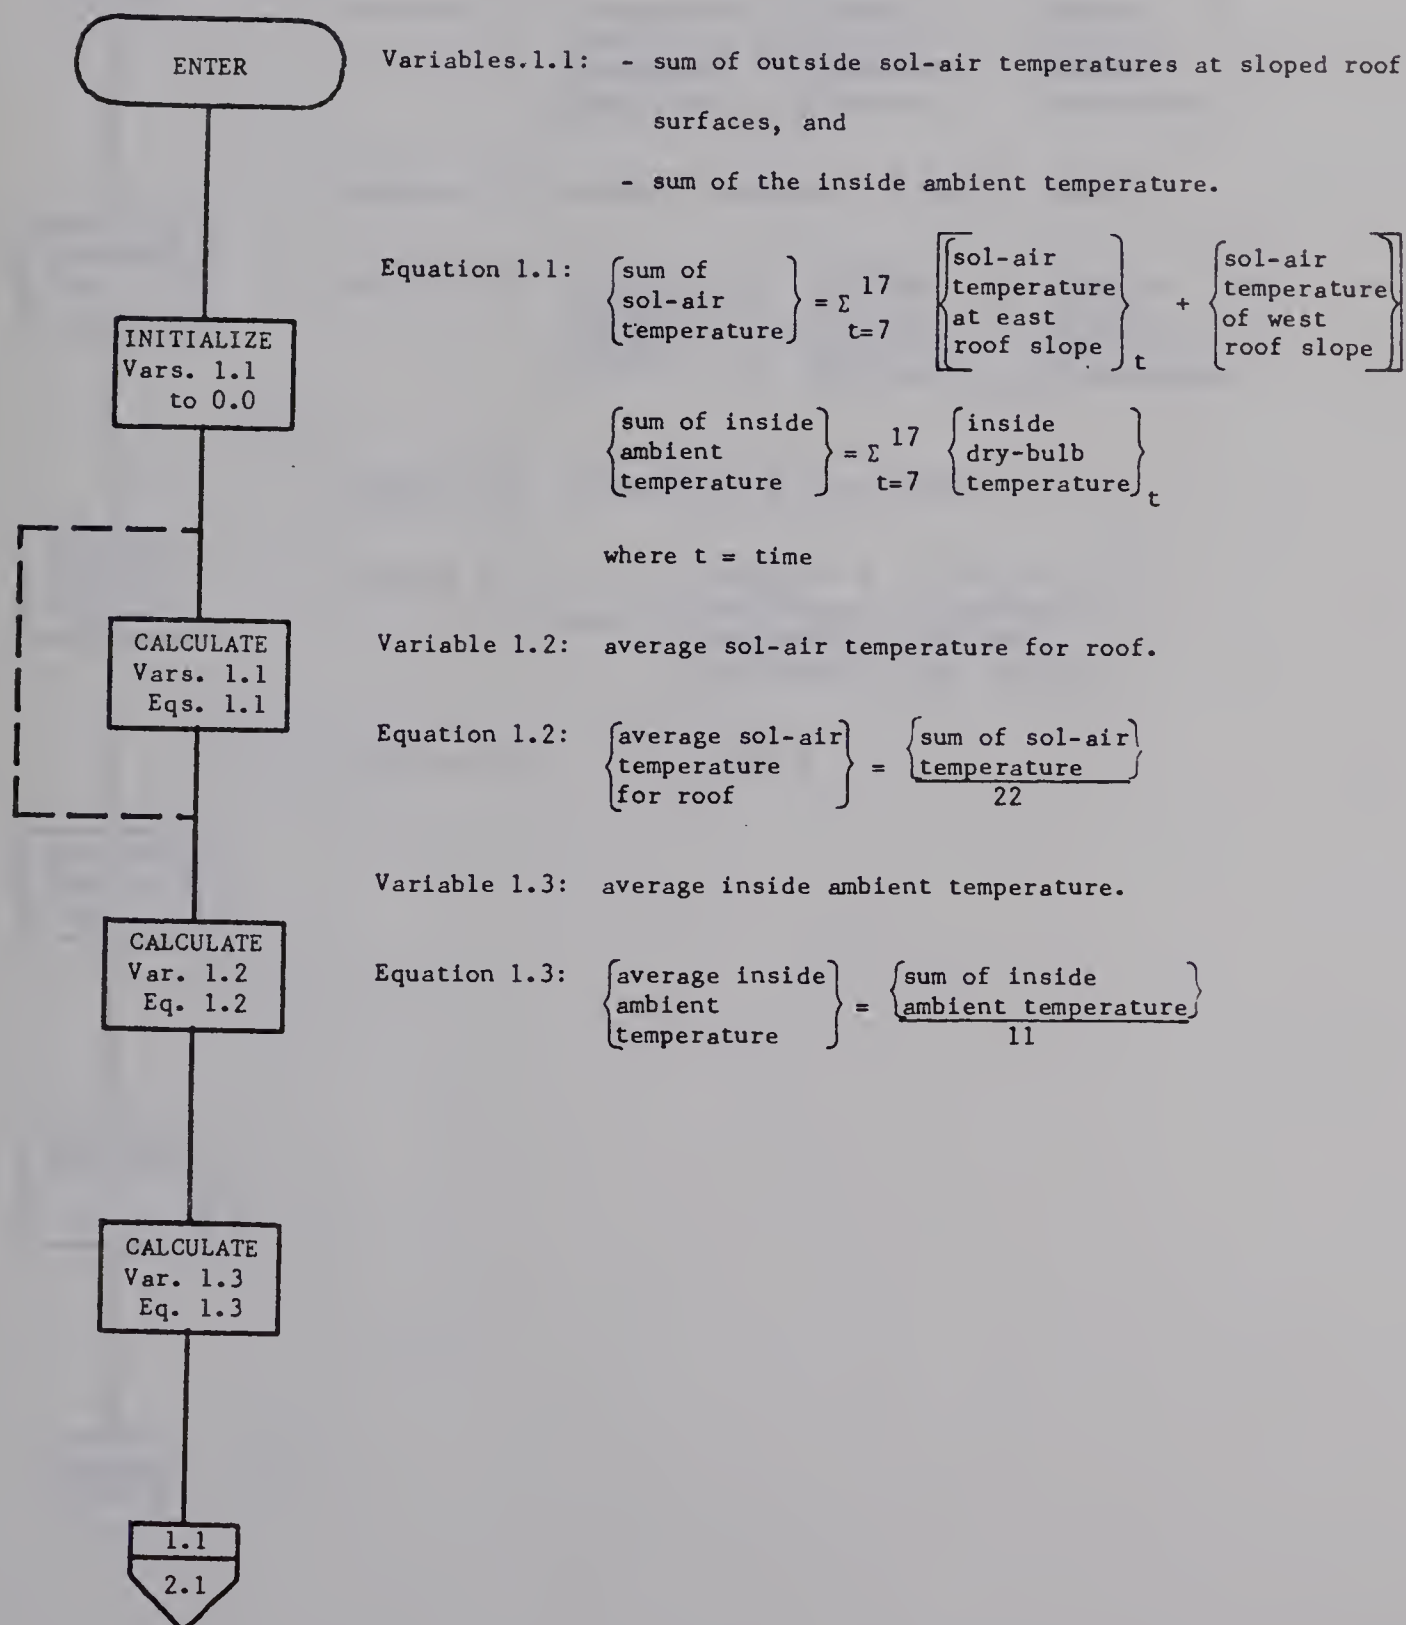 ENTER
Variables.1.1: - sum of outside sol-air temperatures at sloped roof
surfaces, and
- sum of the inside ambient temperature.
INITIALIZE
Vars. 1.1
to 0.0
Equation 1.1: {sum of sol-air temperature} = Σ 17 t=7 [{sol-air temperature at east roof slope}t + {sol-air temperature of west roof slope}]
{sum of inside ambient temperature} = Σ 17 t=7 {inside dry-bulb temperature}t
where t = time
CALCULATE
Vars. 1.1
Eqs. 1.1
Variable 1.2: average sol-air temperature for roof.
Equation 1.2: {average sol-air temperature for roof} = {sum of sol-air temperature} 22
CALCULATE
Var. 1.2
Eq. 1.2
Variable 1.3: average inside ambient temperature.
Equation 1.3: {average inside ambient temperature} = {sum of inside ambient temperature} 11
CALCULATE
Var. 1.3
Eq. 1.3
1.1
2.1